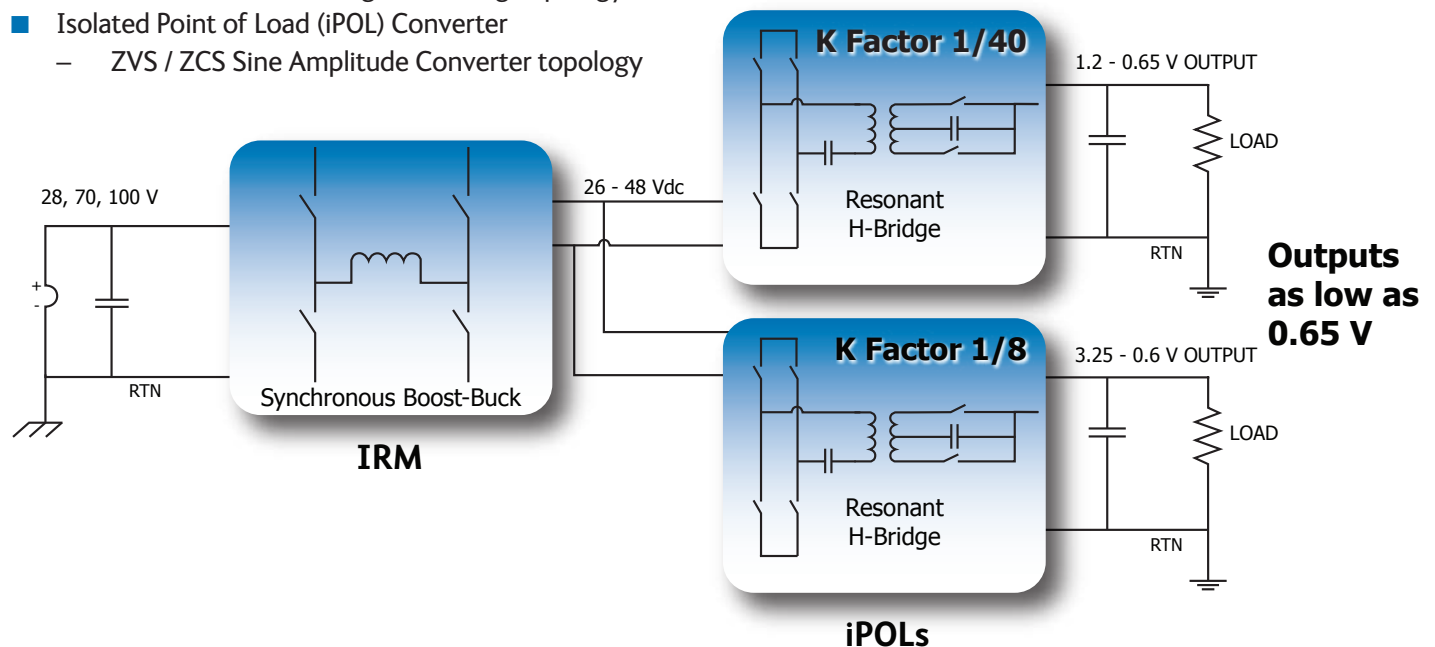 ■ Isolated Point of Load (iPOL) Converter
– ZVS / ZCS Sine Amplitude Converter topology
K Factor 1/40
1.2 - 0.65 V OUTPUT
LOAD
28, 70, 100 V
26 - 48 Vdc
Resonant
H-Bridge
RTN
Outputs
as low as
0.65 V
+
-
RTN
Synchronous Boost-Buck
IRM
K Factor 1/8
3.25 - 0.6 V OUTPUT
LOAD
Resonant
H-Bridge
RTN
iPOLs